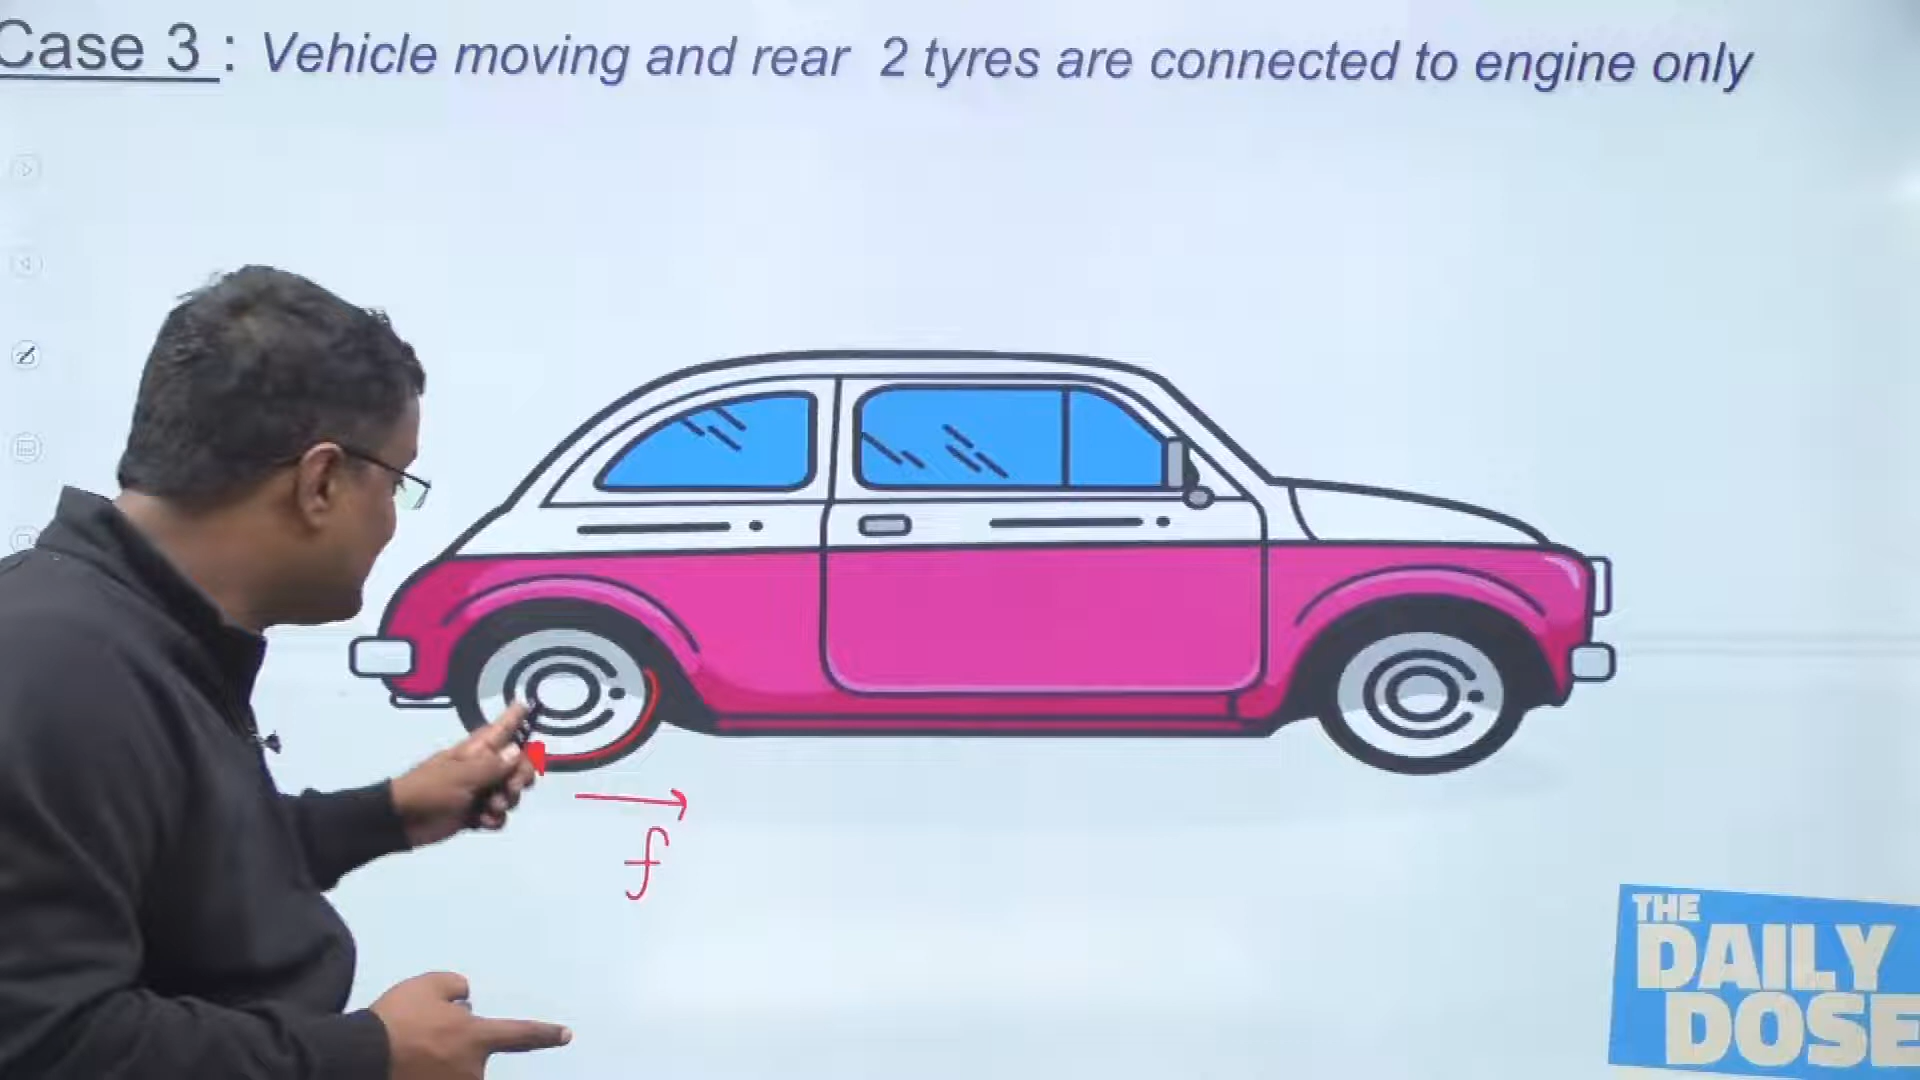 Case 3 : Vehicle moving and rear 2 tyres are connected to engine only
f
THE
DAILY
DOSE